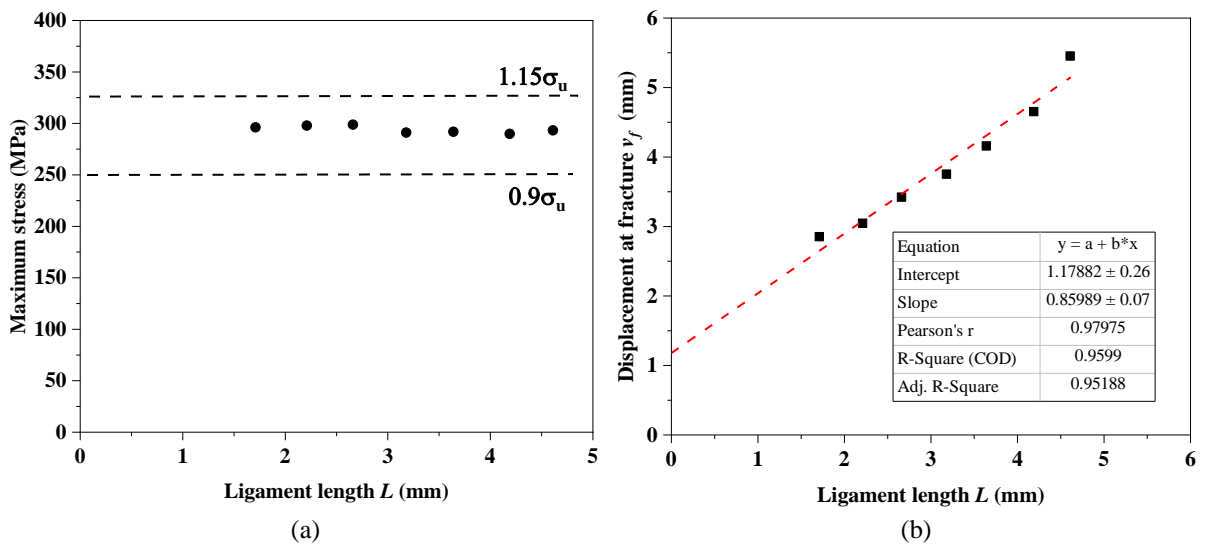 400
350
300
250
200
150
100
50
0
Maximum stress (MPa)
1.15σu
0.9σu
0 1 2 3 4 5
Ligament length L (mm)
(a)
6
5
4
3
2
1
0
Displacement at fracture vf (mm)
Equation y = a + b*x
Intercept 1.17882 ± 0.26
Slope 0.85989 ± 0.07
Pearson's r 0.97975
R-Square (COD) 0.9599
Adj. R-Square 0.95188
0 1 2 3 4 5 6
Ligament length L (mm)
(b)